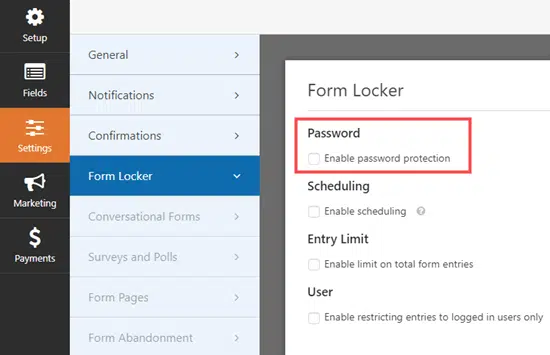 Setup
Fields
Settings
Marketing
Payments
General
Notifications
Confirmations
Form Locker
Conversational Forms
Surveys and Polls
Form Pages
Form Abandonment
Form Locker
Password
Enable password protection
Scheduling
Enable scheduling ?
Entry Limit
Enable limit on total form entries
User
Enable restricting entries to logged in users only